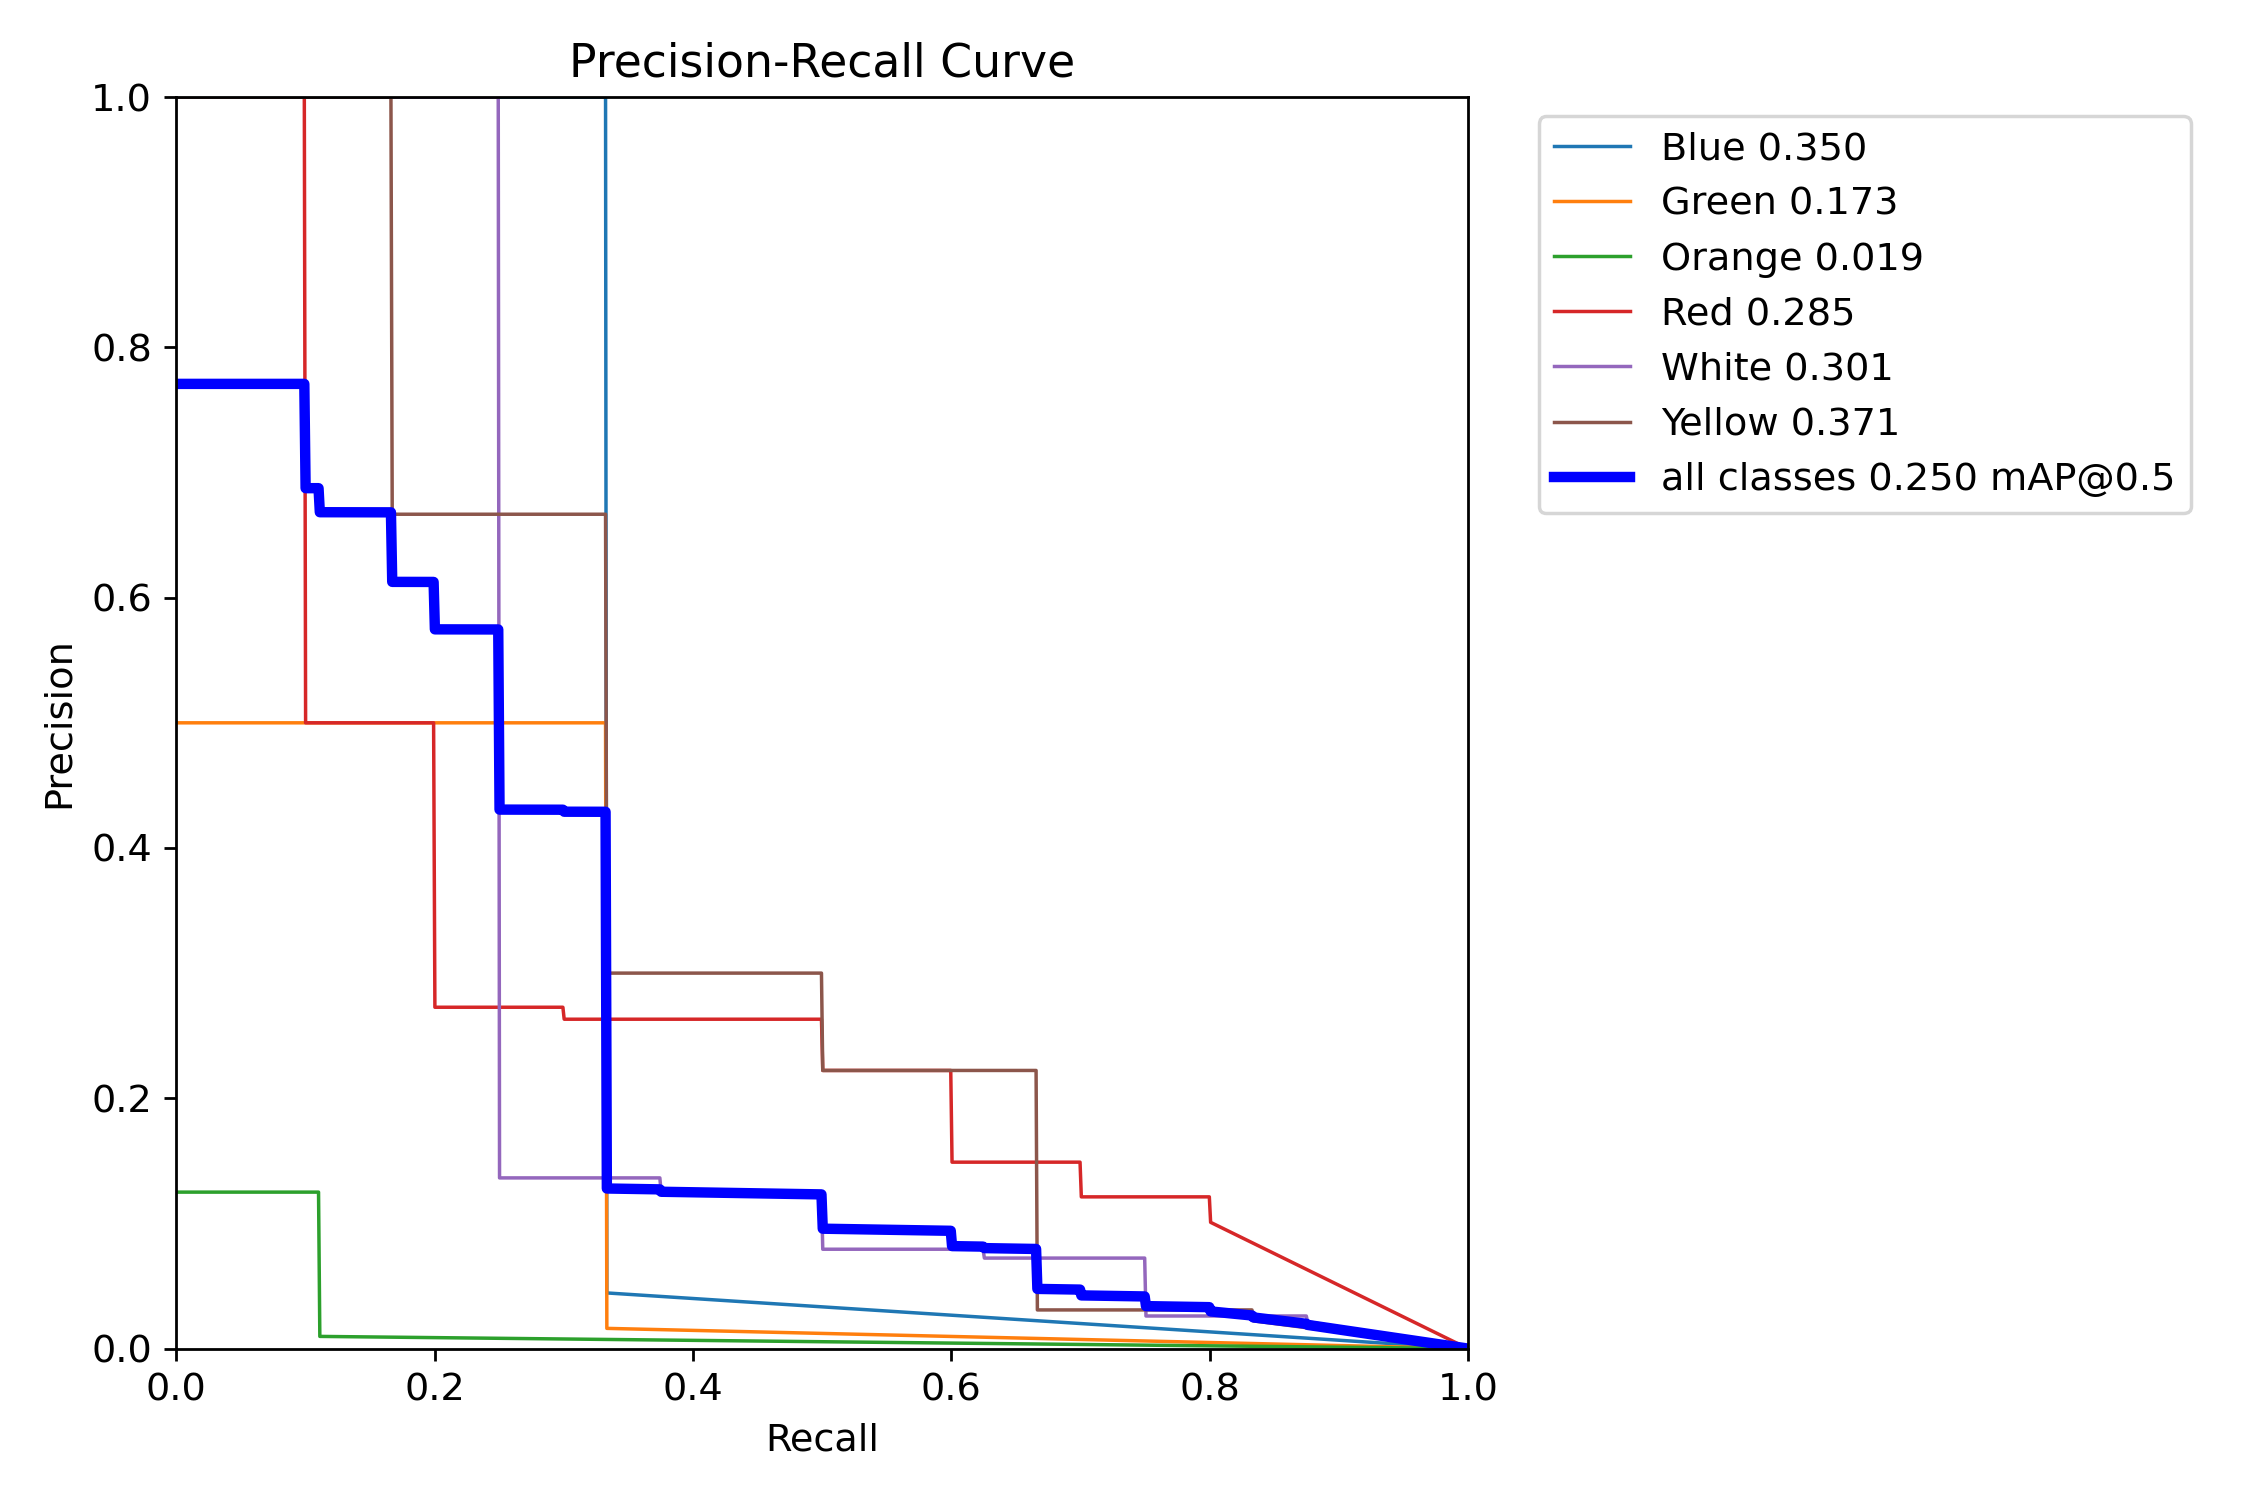 Precision-Recall Curve
1.0
0.8
0.6
0.4
0.2
0.0
Precision
0.0 0.2 0.4 0.6 0.8 1.0
Recall
Blue 0.350
Green 0.173
Orange 0.019
Red 0.285
White 0.301
Yellow 0.371
all classes 0.250 mAP@0.5